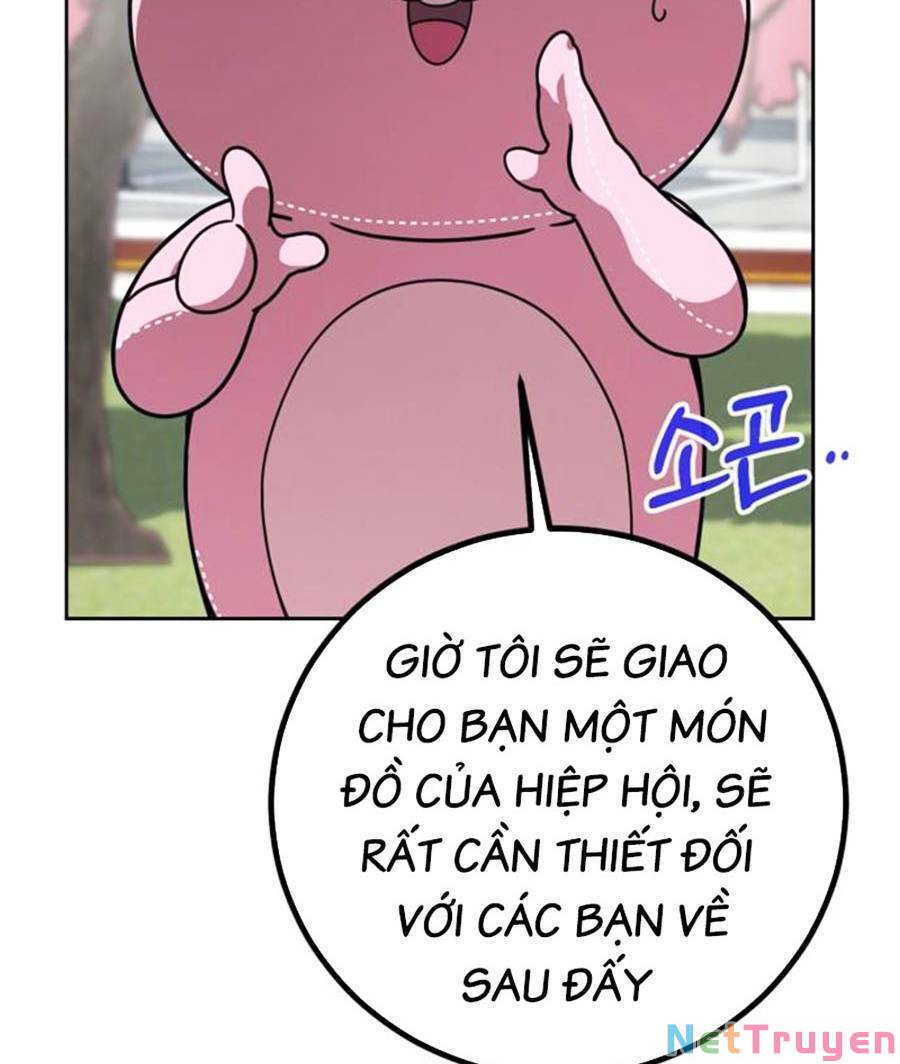 소곤..
GIỜ TÔI SẼ GIAO
CHO BẠN MỘT MÓN
ĐỒ CỦA HIỆP HỘI, SẼ
RẤT CẦN THIẾT ĐỐI
VỚI CÁC BẠN VỀ
SAU ĐẤY
NetTruyen